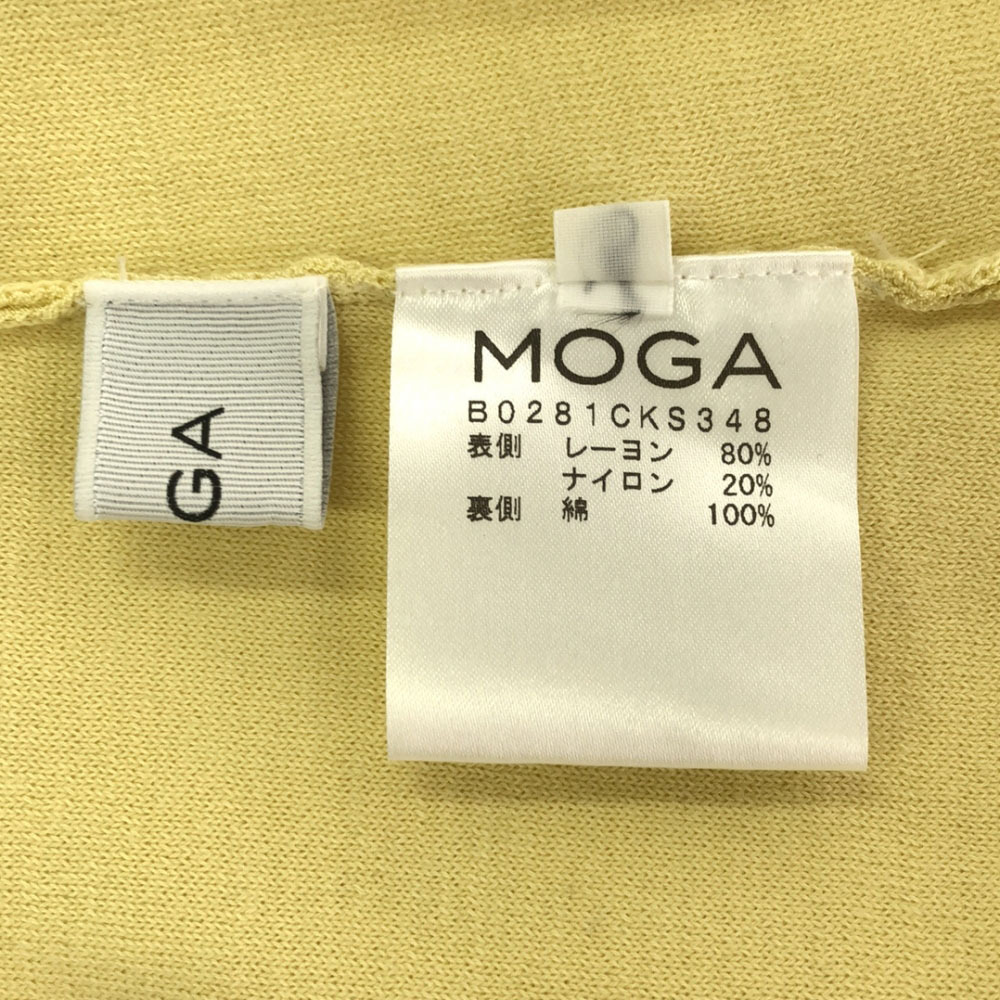 GA
MOGA
B0281CKS348
表側 レーヨン 80%
ナイロン 20%
裏側 綿 100%